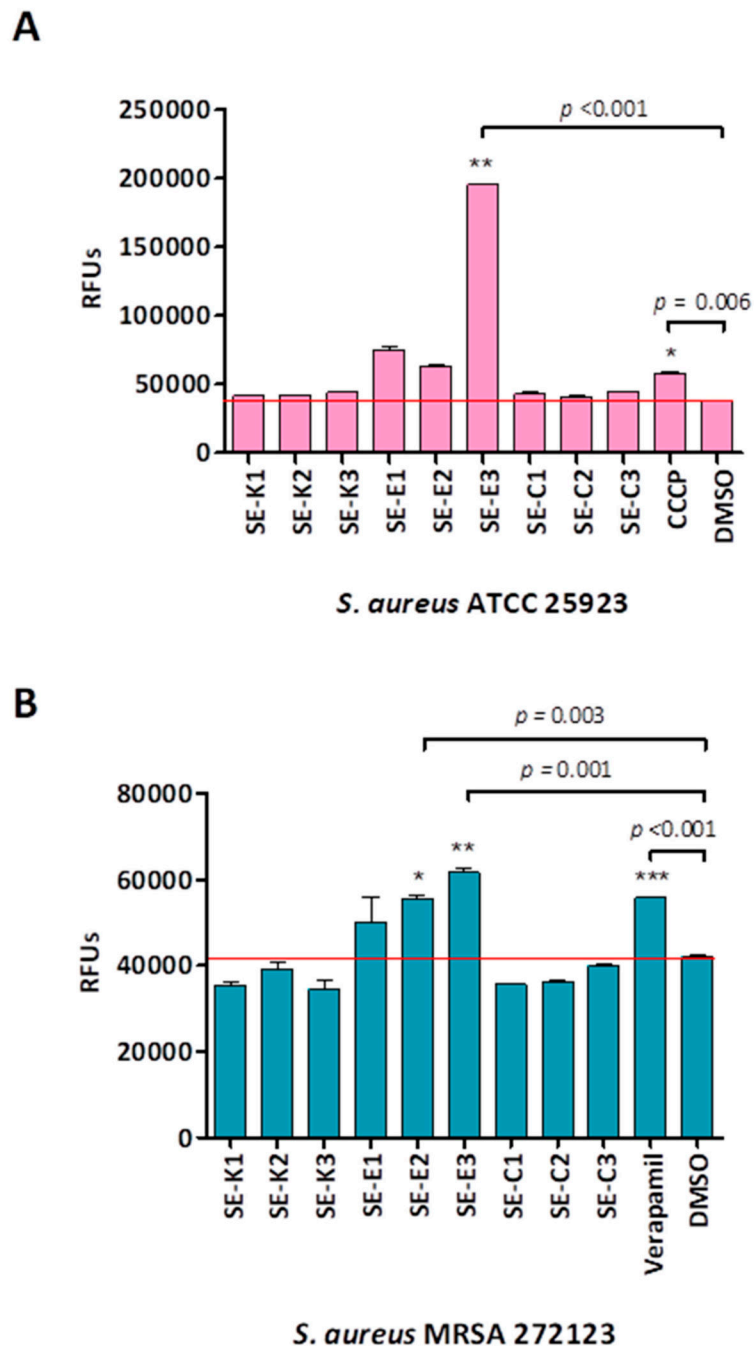 A
p <0.001
**
p = 0.006
*
250000
200000
150000
100000
50000
0
RFUs
SE-K1
SE-K2
SE-K3
SE-E1
SE-E2
SE-E3
SE-C1
SE-C2
SE-C3
CCCP
DMSO
S. aureus ATCC 25923
B
p = 0.003
p = 0.001
p <0.001
*
**
***
80000
60000
40000
20000
0
RFUs
SE-K1
SE-K2
SE-K3
SE-E1
SE-E2
SE-E3
SE-C1
SE-C2
SE-C3
Verapamil
DMSO
S. aureus MRSA 272123